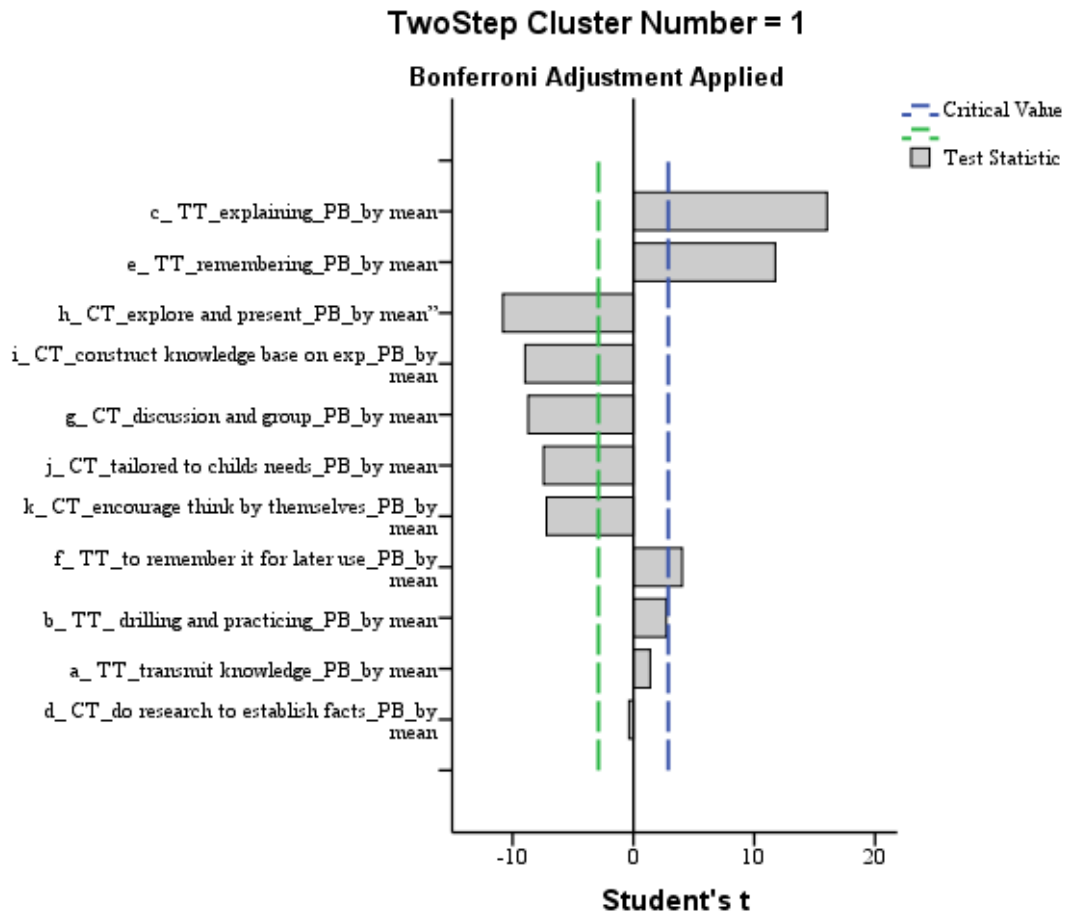 TwoStep Cluster Number = 1
Bonferroni Adjustment Applied
Critical Value
Test Statistic
c_ TT_explaining_PB_by mean
e_ TT_remembering_PB_by mean
h_ CT_explore and present_PB_by mean”
i_ CT_construct knowledge base on exp_PB_by
mean
g_ CT_discussion and group_PB_by mean
j_ CT_tailored to childs needs_PB_by mean
k_ CT_encourage think by themselves_PB_by
mean
f_ TT_to remember it for later use_PB_by
mean
b_ TT_ drilling and practicing_PB_by mean
a_ TT_transmit knowledge_PB_by mean
d_ CT_do research to establish facts_PB_by
mean
-10 0 10 20
Student's t